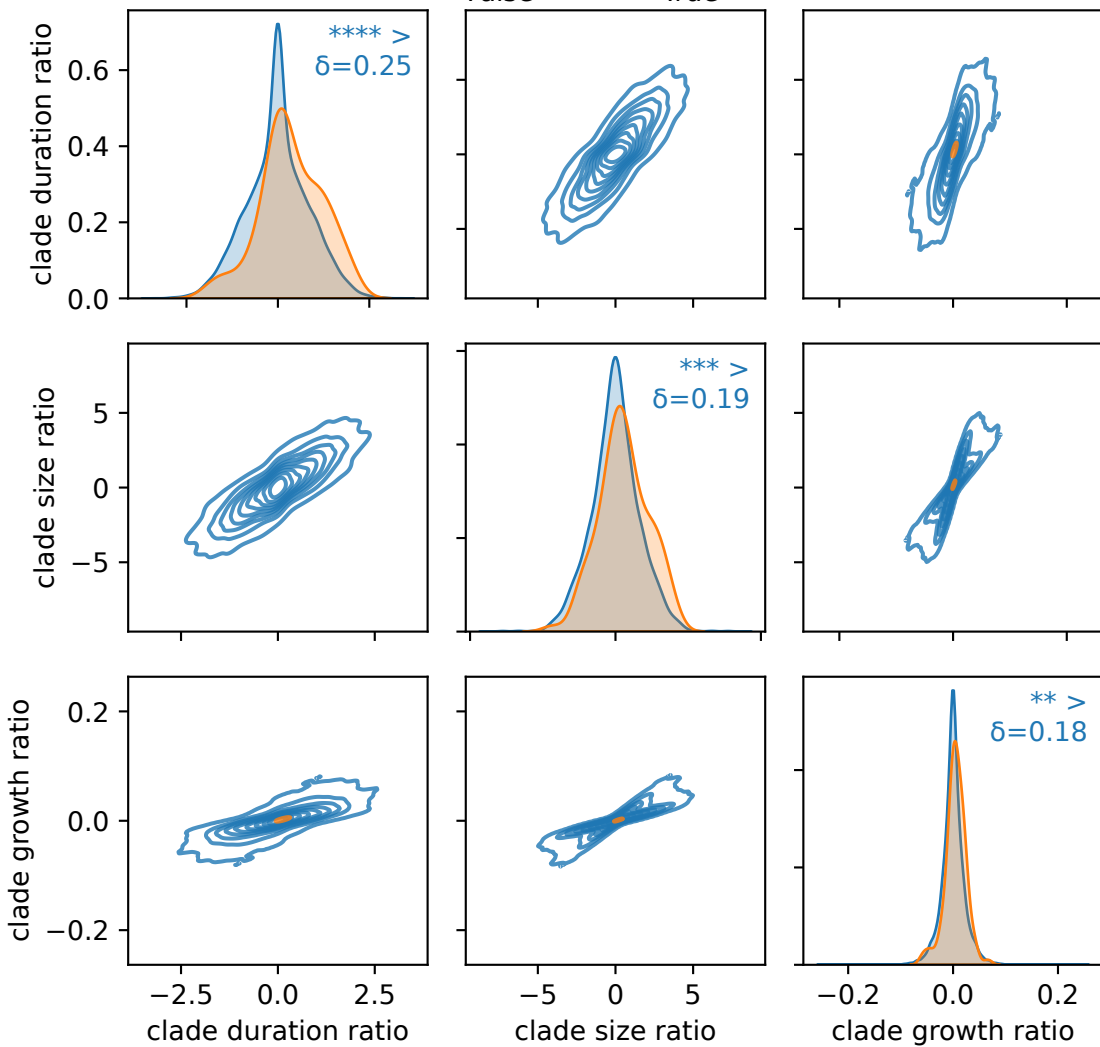 clade duration ratio
0.6
0.4
0.2
0.0
**** >
δ=0.25
clade size ratio
5
0
−5
*** >
δ=0.19
clade growth ratio
0.2
0.0
−0.2
** >
δ=0.18
−2.5 0.0 2.5
−5 0 5
−0.2 0.0 0.2
clade duration ratio
clade size ratio
clade growth ratio